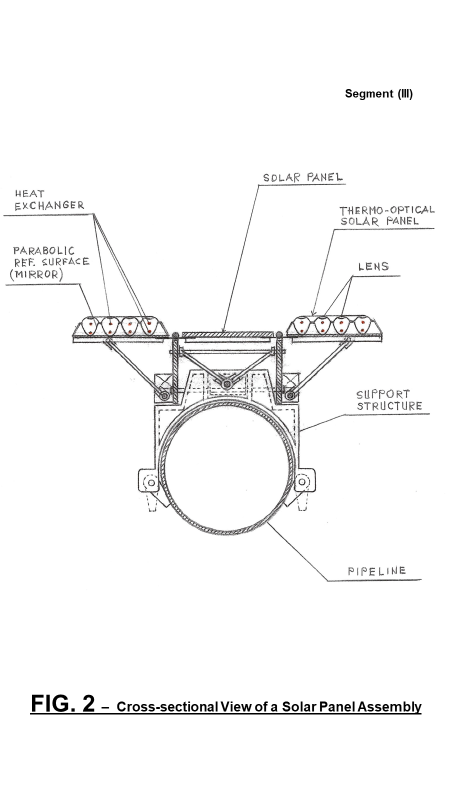 Segment (III)
SOLAR PANEL
HEAT
EXCHANGER
THERMO-OPTICAL
SOLAR PANEL
PARABOLIC
REF. SURFACE
(MIRROR)
LENS
SUPPORT
STRUCTURE
PIPELINE
FIG. 2 – Cross-sectional View of a Solar Panel Assembly